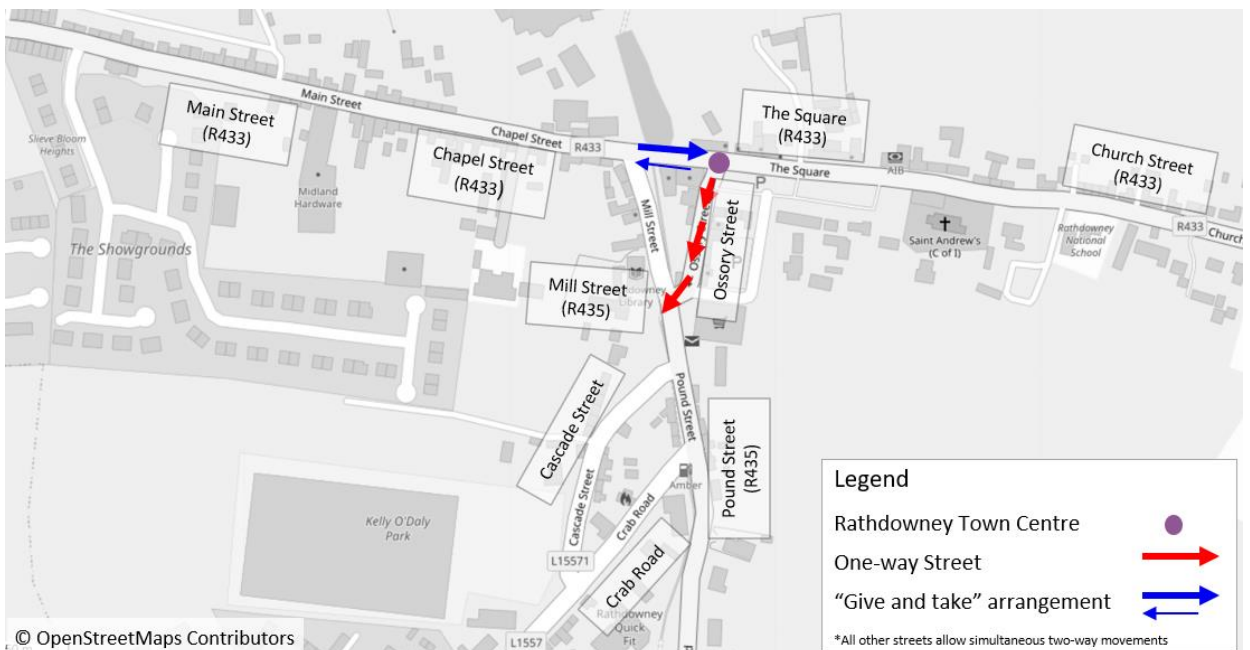 Main Street
Main Street
(R433)
Slieve Bloom
Heights
Chapel Street
R433
Chapel Street
(R433)
Midland
Hardware
The Showgrounds
The Square
(R433)
The Square
P
AIB
Church Street
(R433)
R433
Church
Saint Andrew's
(C of I)
Rathdowney
National
School
Mill Street
Ossory Street
P
Mill Street
(R435)
Library
Cascade Street
Pound Street
Pound Street
(R435)
Amber
Cascade Street
Crab Road
Crab Road
Kelly O'Daly
Park
L15571
L1557
Rathdowney
Quick
Fit
Legend
Rathdowney Town Centre
One-way Street
“Give and take” arrangement
*All other streets allow simultaneous two-way movements
© OpenStreetMaps Contributors